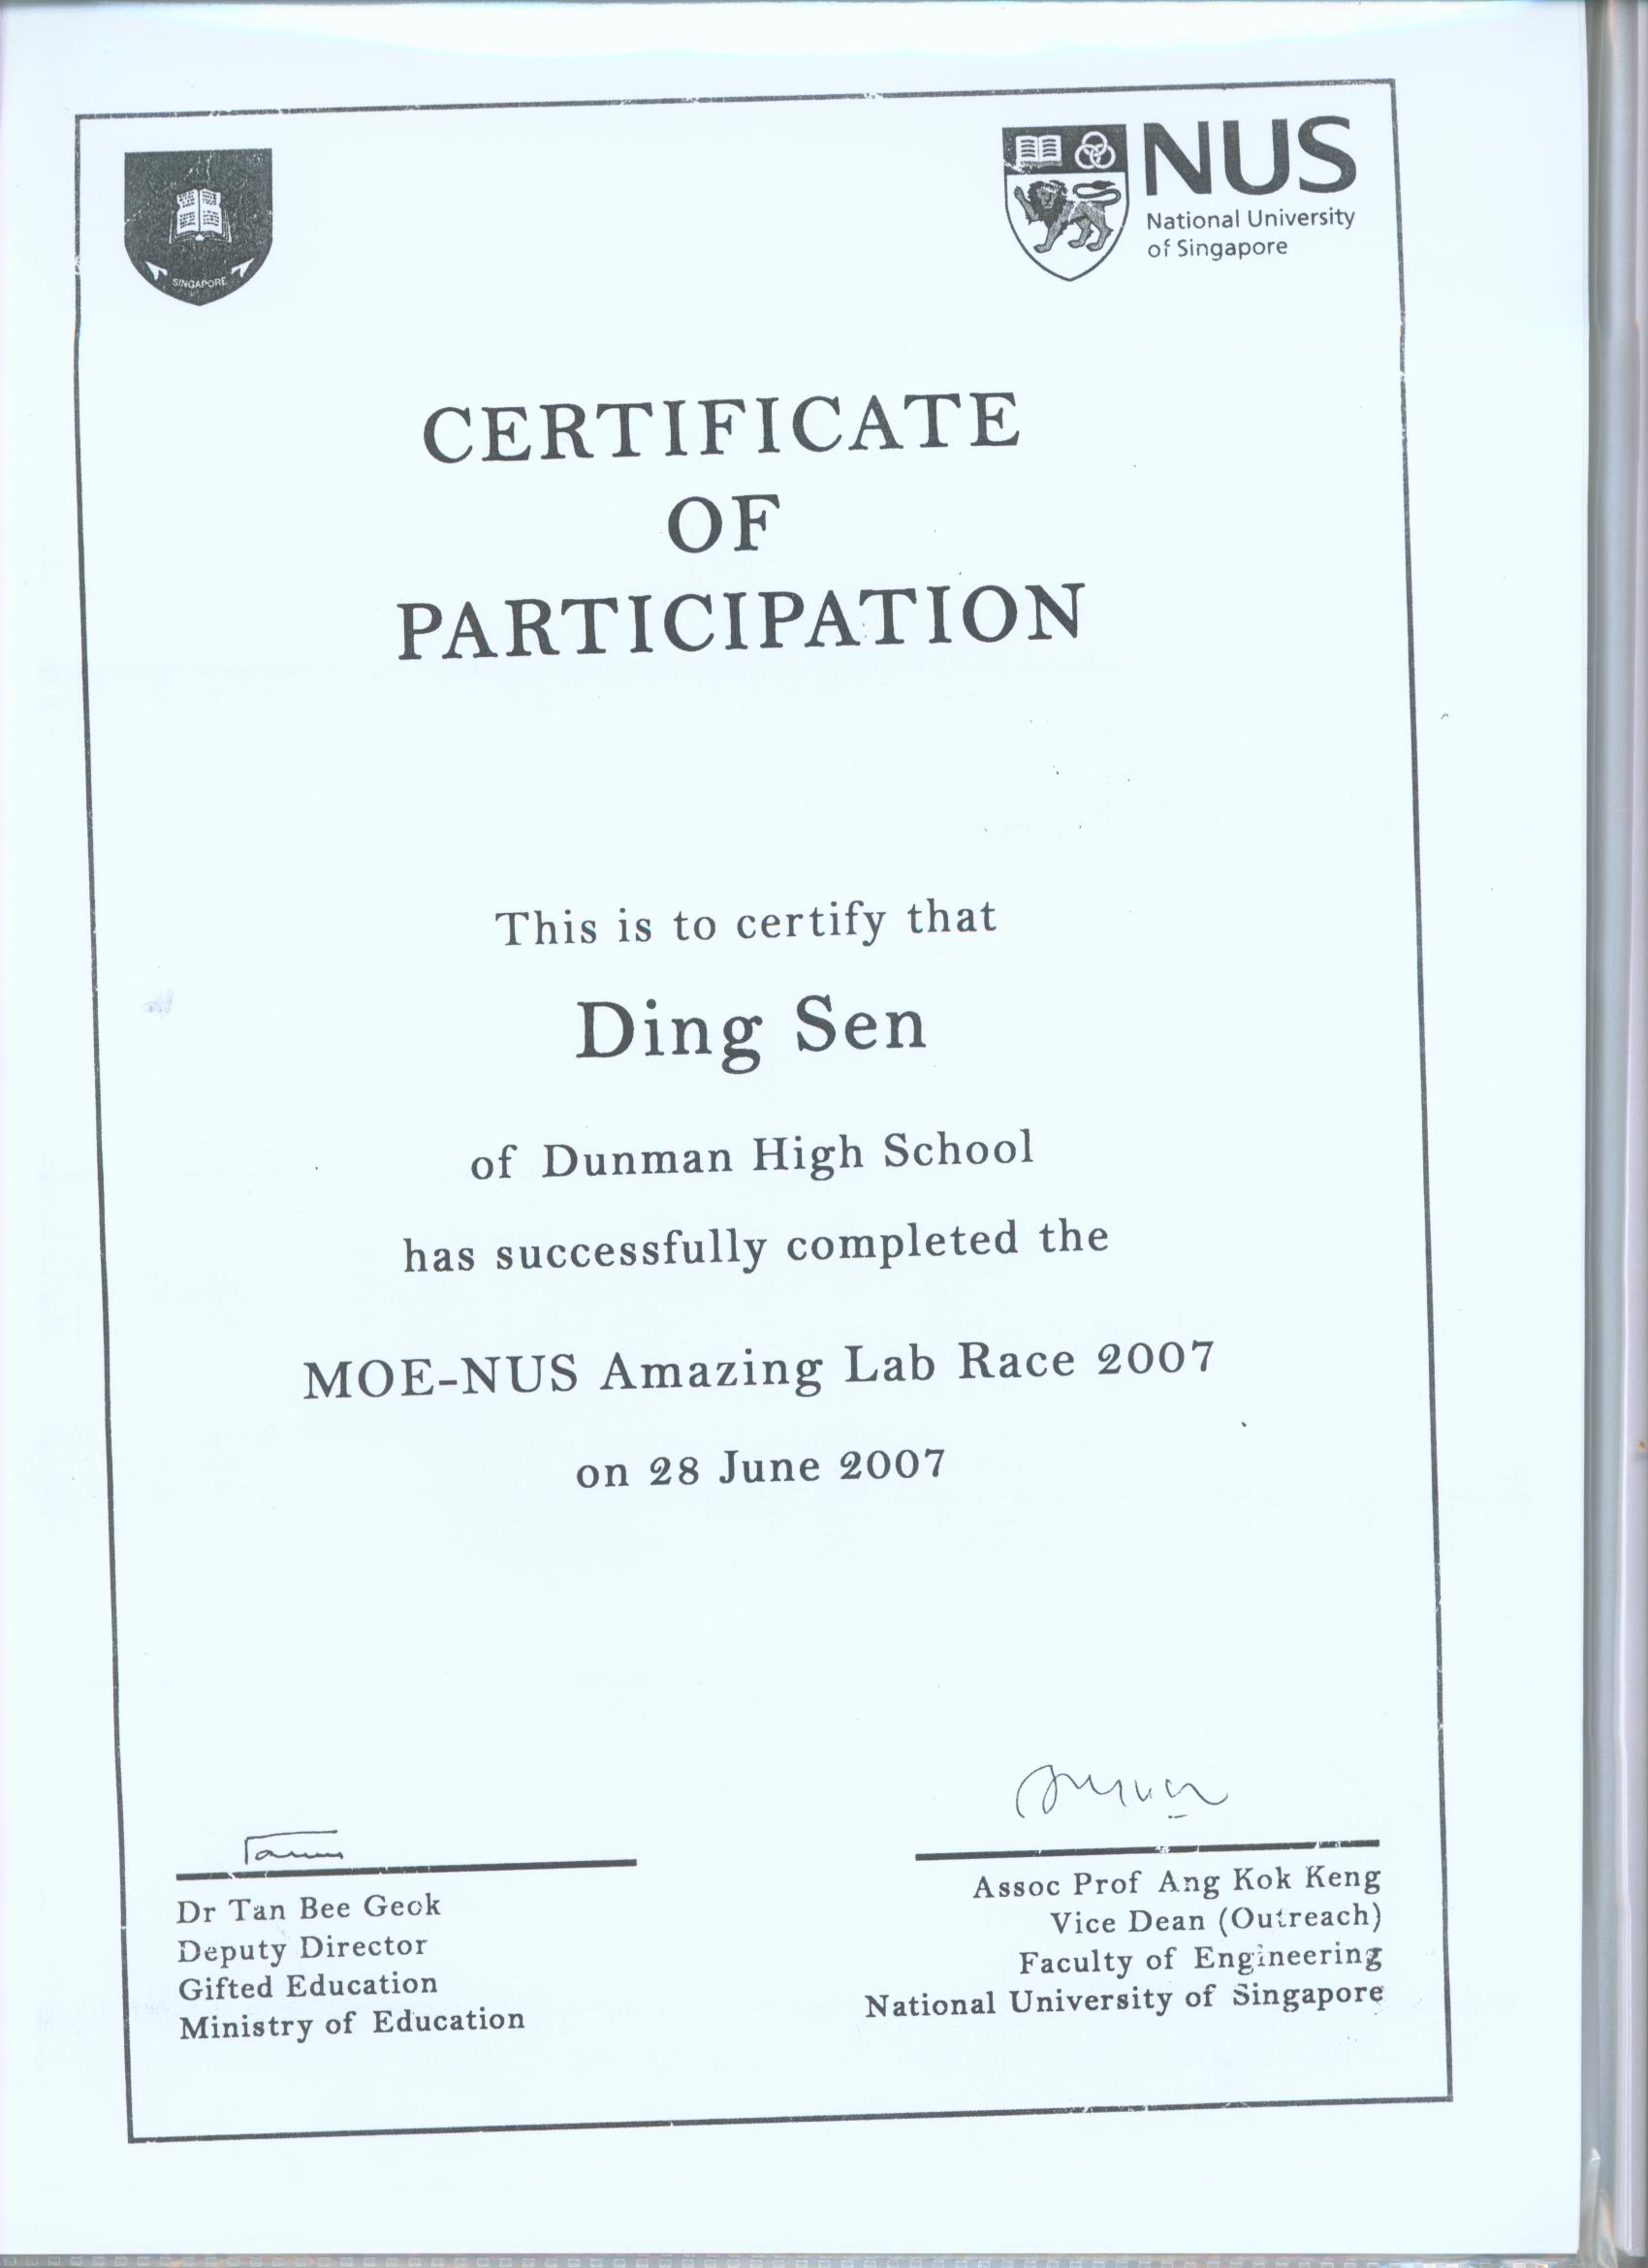 SINGAPORE
NUS
National University
of Singapore
CERTIFICATE
OF
PARTICIPATION
This is to certify that
Ding Sen
of Dunman High School
has successfully completed the
MOE-NUS Amazing Lab Race 2007
on 28 June 2007
Dr Tan Bee Geok
Deputy Director
Gifted Education
Ministry of Education
Assoc Prof Ang Kok Keng
Vice Dean (Outreach)
Faculty of Engineering
National University of Singapore